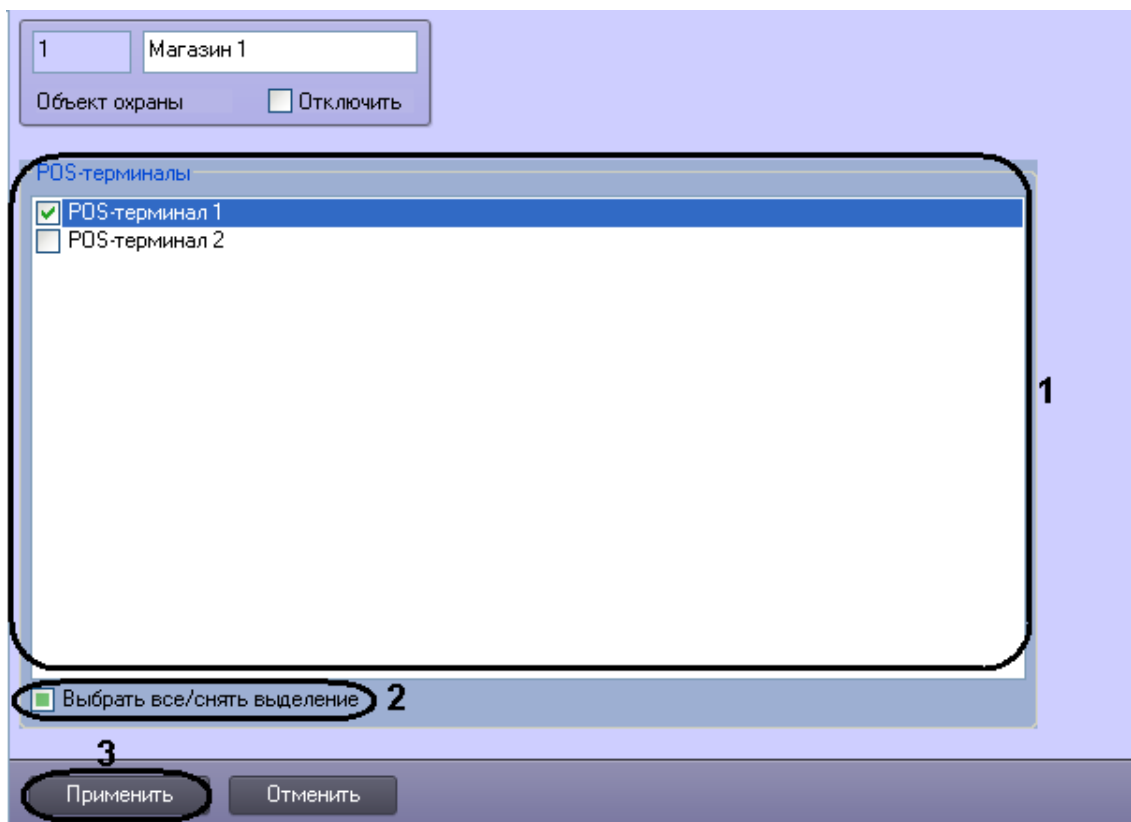 1 Магазин 1
Объект охраны Отключить
POS-терминалы
POS-терминал 1
POS-терминал 2
1
Выбрать все/снять выделение 2
3
Применить Отменить